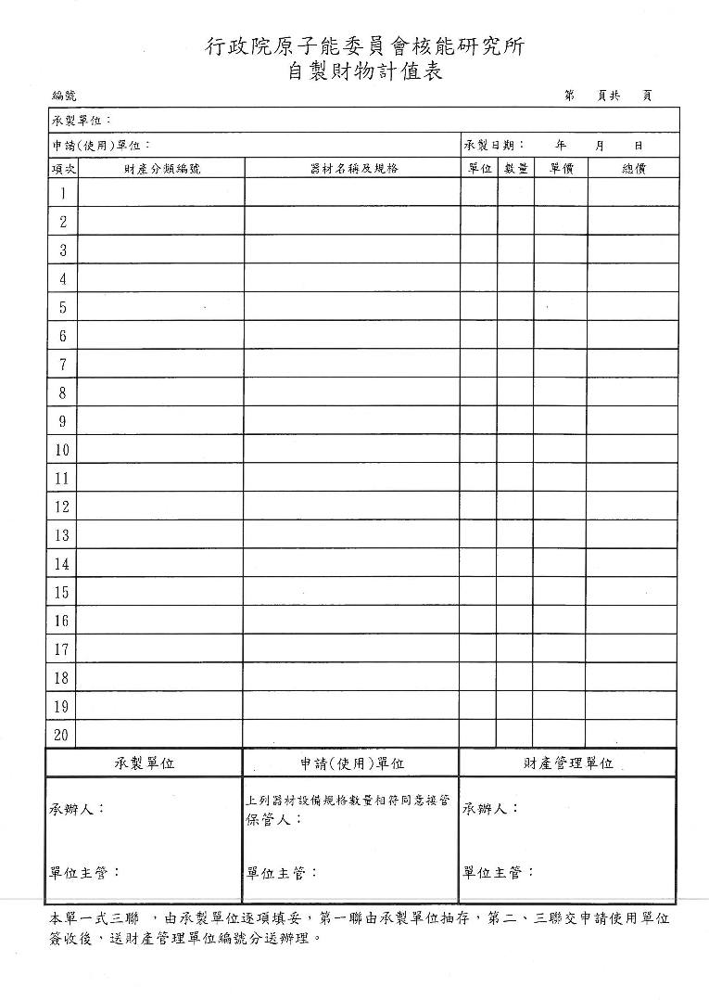 行政院原子能委員會核能研究所
自製財物計值表
編號 第 頁共 頁
承製單位：
申請(使用)單位： 承製日期： 年 月 日
項次 財產分類編號 器材名稱及規格 單位 數量 單價 總價
1
2
3
4
5
6
7
8
9
10
11
12
13
14
15
16
17
18
19
20
承製單位 申請(使用)單位 財產管理單位
上列器材設備規格數量相符同意接管
承辦人： 保管人： 承辦人：
單位主管： 單位主管： 單位主管：
本單一式三聯 ，由承製單位逐項填妥，第一聯由承製單位抽存，第二、三聯交申請使用單位
簽收後，送財產管理單位編號分送辦理。